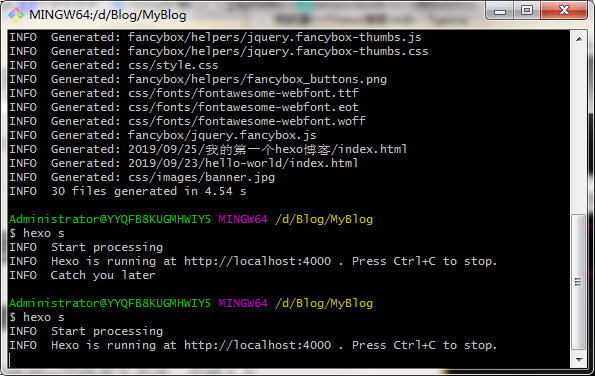 MINGW64:/d/Blog/MyBlog
INFO  Generated: fancybox/helpers/jquery.fancybox-thumbs.js
INFO  Generated: fancybox/helpers/jquery.fancybox-thumbs.css
INFO  Generated: css/style.css
INFO  Generated: fancybox/helpers/fancybox_buttons.png
INFO  Generated: css/fonts/fontawesome-webfont.ttf
INFO  Generated: css/fonts/fontawesome-webfont.eot
INFO  Generated: css/fonts/fontawesome-webfont.woff
INFO  Generated: fancybox/jquery.fancybox.js
INFO  Generated: 2019/09/25/我的第一个hexo博客/index.html
INFO  Generated: 2019/09/23/hello-world/index.html
INFO  Generated: css/images/banner.jpg
INFO  30 files generated in 4.54 s
Administrator@YYQFB8KUGMHWIY5 MINGW64 /d/Blog/MyBlog
$ hexo s
INFO  Start processing
INFO  Hexo is running at http://localhost:4000 . Press Ctrl+C to stop.
INFO  Catch you later
Administrator@YYQFB8KUGMHWIY5 MINGW64 /d/Blog/MyBlog
$ hexo s
INFO  Start processing
INFO  Hexo is running at http://localhost:4000 . Press Ctrl+C to stop.